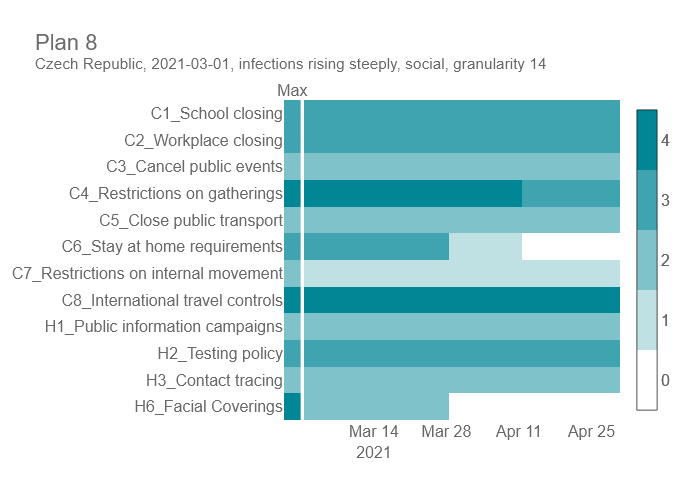 Plan 8
Czech Republic, 2021-03-01, infections rising steeply, social, granularity 14
Max
C1_School closing
C2_Workplace closing
C3_Cancel public events
C4_Restrictions on gatherings
C5_Close public transport
C6_Stay at home requirements
C7_Restrictions on internal movement
C8_International travel controls
H1_Public information campaigns
H2_Testing policy
H3_Contact tracing
H6_Facial Coverings
Mar 14 Mar 28 Apr 11 Apr 25
2021
4
3
2
1
0